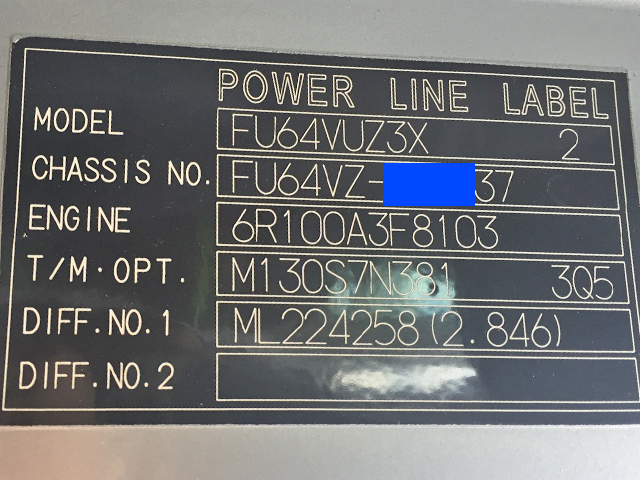 POWER LINE LABEL
MODEL FU64VUZ3X 2
CHASSIS NO. FU64VZ- 37
ENGINE 6R100A3F8103
T/M·OPT. M130S7N381 3Q5
DIFF.NO.1 ML224258(2.846)
DIFF.NO.2